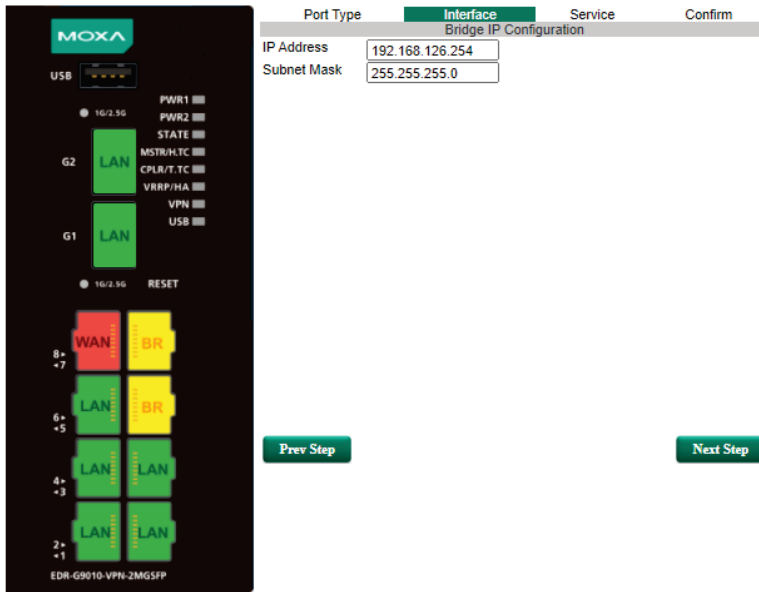 MOXA
USB
PWR1
1G/2.5G
PWR2
STATE
MSTR/H.TC
G2
LAN
CPLR/T.TC
VRRP/HA
VPN
USB
G1
LAN
1G/2.5G
RESET
WAN
BR
8▸
◂7
LAN
BR
6▸
◂5
LAN
LAN
4▸
◂3
LAN
LAN
2▸
◂1
EDR-G9010-VPN-2MGSFP
Port Type Interface Service Confirm
Bridge IP Configuration
IP Address 192.168.126.254
Subnet Mask 255.255.255.0
Prev Step Next Step